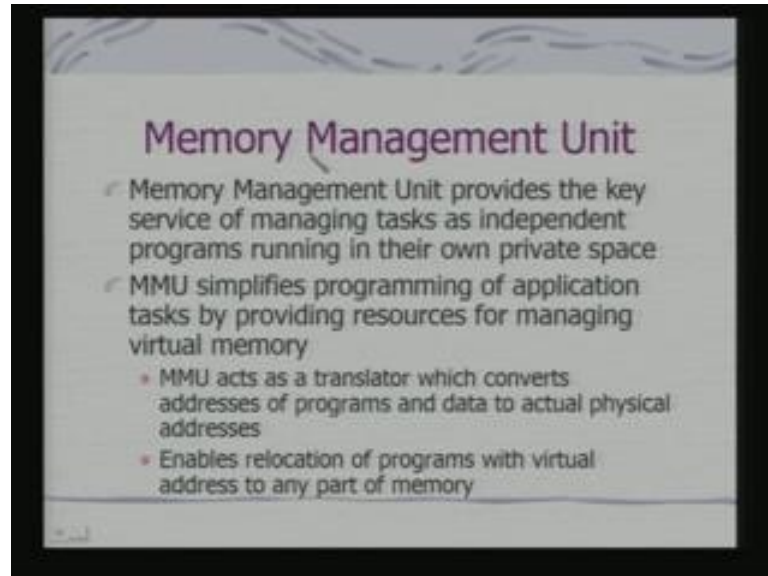 Memory Management Unit
Memory Management Unit provides the key
service of managing tasks as independent
programs running in their own private space
MMU simplifies programming of application
tasks by providing resources for managing
virtual memory
MMU acts as a translator which converts
addresses of programs and data to actual physical
addresses
Enables relocation of programs with virtual
address to any part of memory